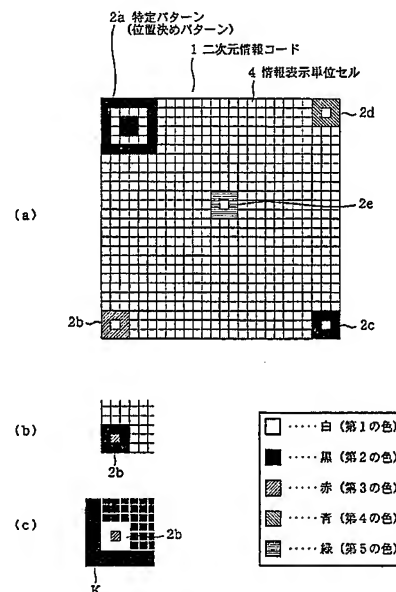 2a 特定パターン
(位置決めパターン)
1 二次元情報コード
4 情報表示単位セル
2d
(a)
2e
2b
2c
(b)
2b
(c)
2b
K
‥‥‥白(第1の色)
‥‥‥黒(第2の色)
‥‥‥赤(第3の色)
‥‥‥青(第4の色)
‥‥‥緑(第5の色)